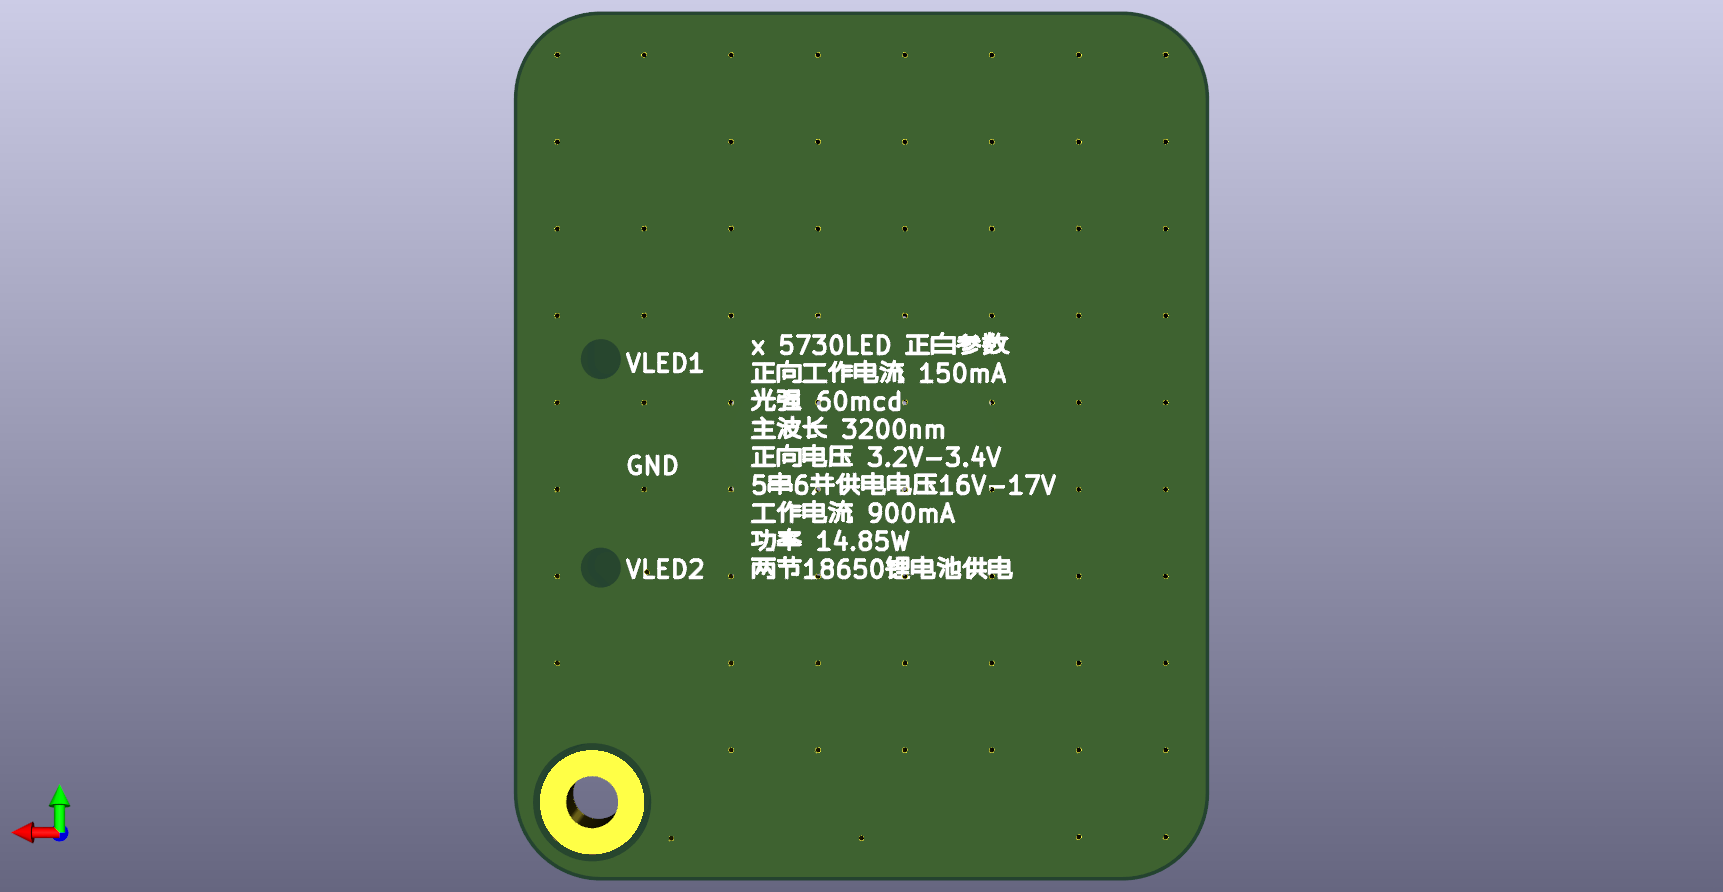 x 5730LED 正白参数
正向工作电流 150mA
光强 60mcd
主波长 3200nm
正向电压 3.2V-3.4V
5串6并供电电压16V-17V
工作电流 900mA
功率 14.85W
两节18650锂电池供电
VLED1
GND
VLED2